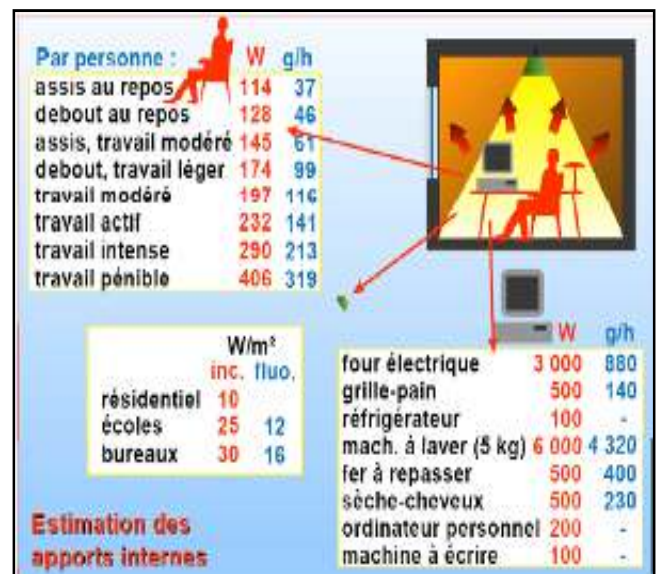 Par personne : W g/h
assis au repos 114 37
debout au repos 128 46
assis, travail modéré 145 61
debout, travail léger 174 99
travail modéré 197 116
travail actif 232 141
travail intense 290 213
travail pénible 406 319
W/m²
inc. fluo.
résidentiel 10
écoles 25 12
bureaux 30 16
W g/h
four électrique 3 000 880
grille-pain 500 140
réfrigérateur 100 -
mach. à laver (5 kg) 6 000 4 320
fer à repasser 500 400
sèche-cheveux 500 230
ordinateur personnel 200 -
machine à écrire 100 -
Estimation des
apports internes